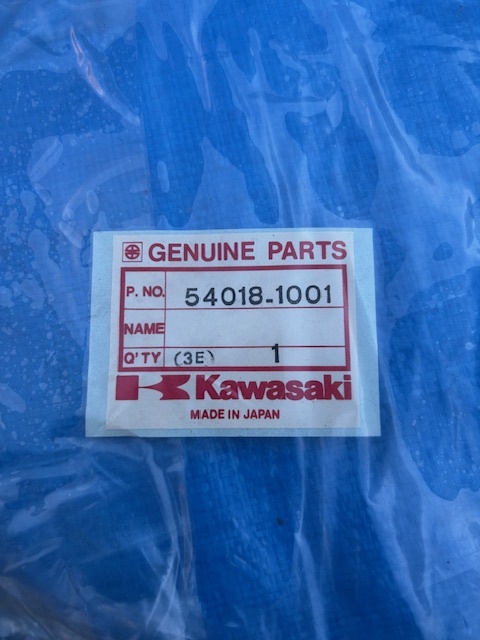 GENUINE PARTS
P. NO. 54018-1001
NAME
Q'TY (3E) 1
Kawasaki
MADE IN JAPAN